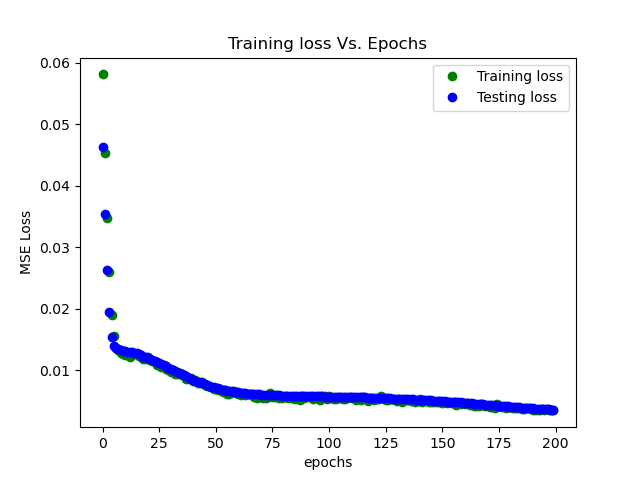 Training loss Vs. Epochs
Training loss
Testing loss
MSE Loss
0.06
0.05
0.04
0.03
0.02
0.01
0 25 50 75 100 125 150 175 200
epochs